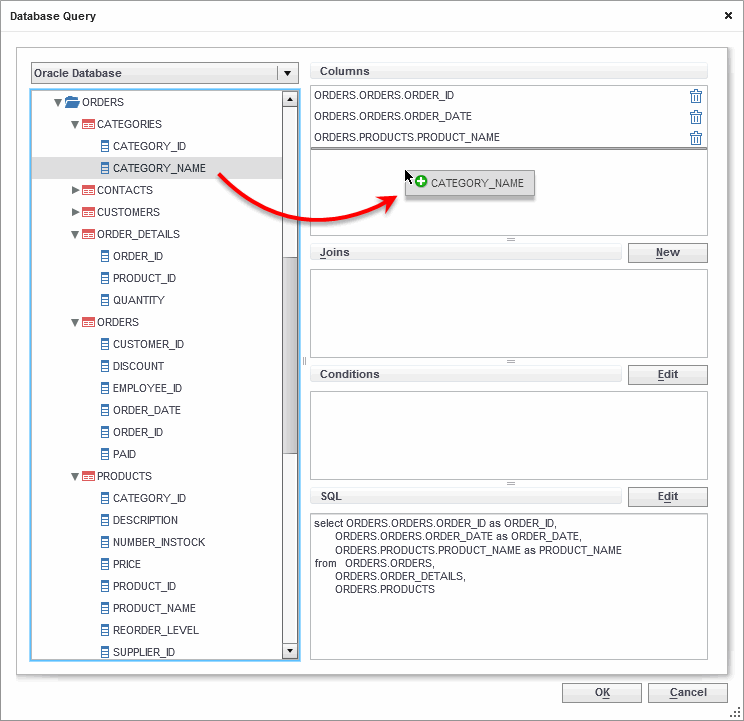 Database Query
Oracle Database
ORDERS
CATEGORIES
CATEGORY_ID
CATEGORY_NAME
CONTACTS
CUSTOMERS
ORDER_DETAILS
ORDER_ID
PRODUCT_ID
QUANTITY
ORDERS
CUSTOMER_ID
DISCOUNT
EMPLOYEE_ID
ORDER_DATE
ORDER_ID
PAID
PRODUCTS
CATEGORY_ID
DESCRIPTION
NUMBER_INSTOCK
PRICE
PRODUCT_ID
PRODUCT_NAME
REORDER_LEVEL
SUPPLIER_ID
Columns
ORDERS.ORDERS.ORDER_ID
ORDERS.ORDERS.ORDER_DATE
ORDERS.PRODUCTS.PRODUCT_NAME
CATEGORY_NAME
Joins New
Conditions Edit
SQL Edit
select ORDERS.ORDERS.ORDER_ID as ORDER_ID,
ORDERS.ORDERS.ORDER_DATE as ORDER_DATE,
ORDERS.PRODUCTS.PRODUCT_NAME as PRODUCT_NAME
from ORDERS.ORDERS,
ORDERS.ORDER_DETAILS,
ORDERS.PRODUCTS
OK Cancel